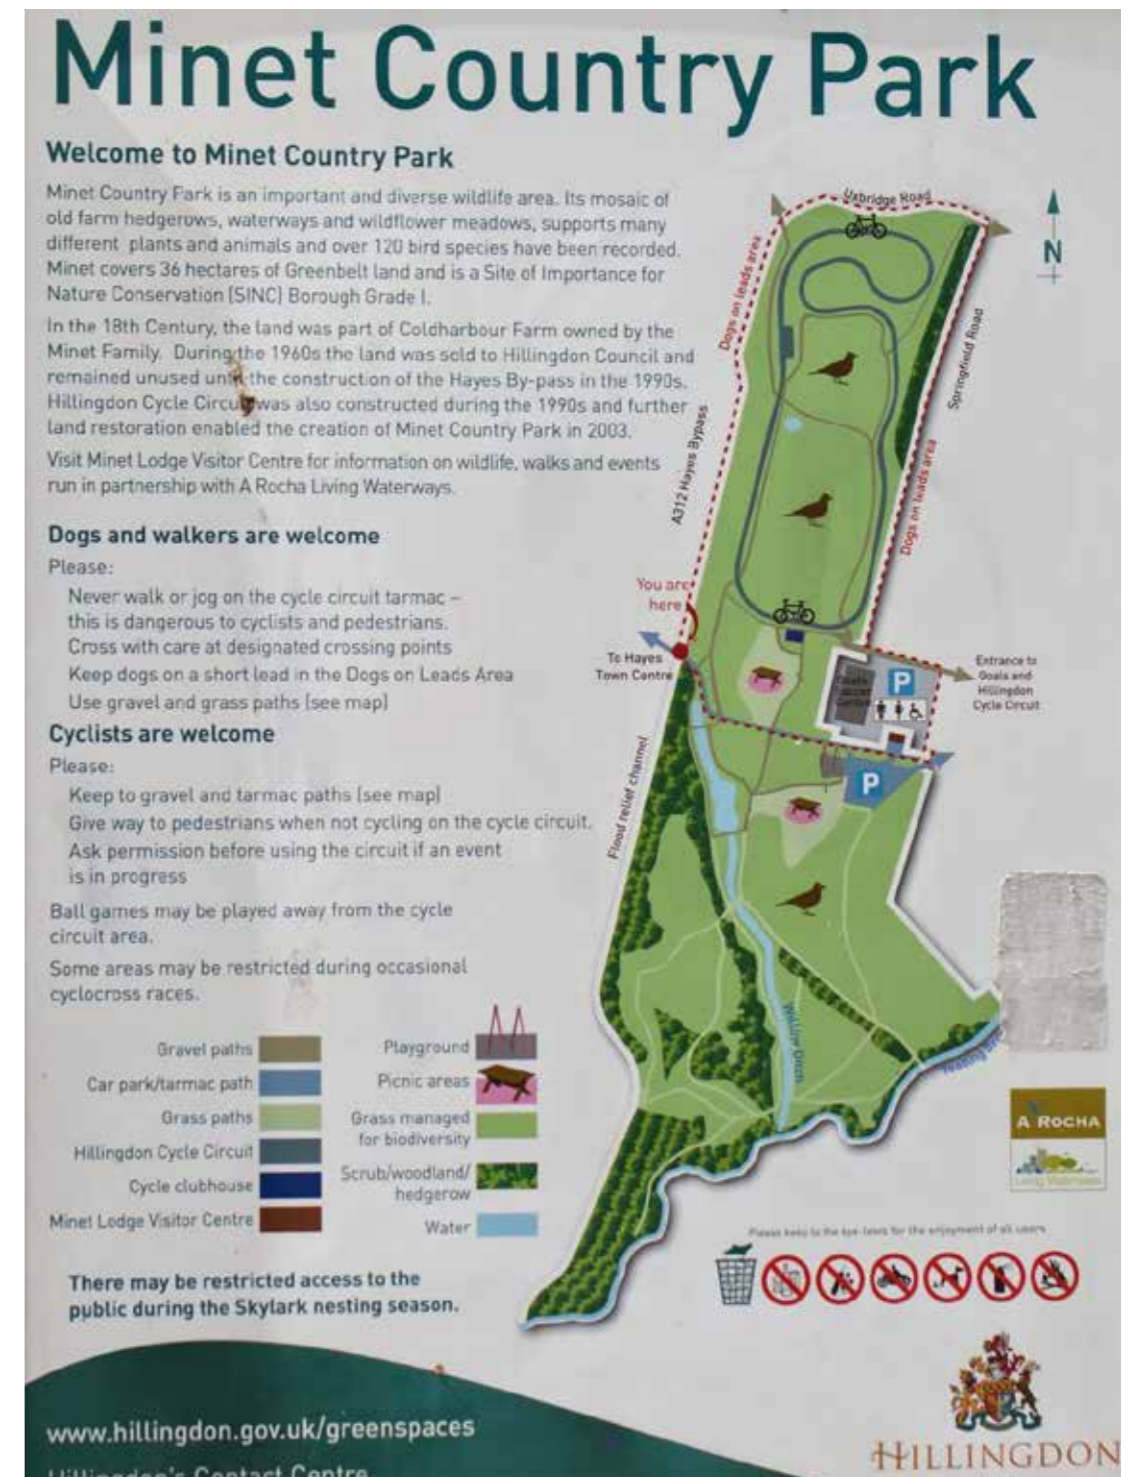 Minet Country Park
Welcome to Minet Country Park
Minet Country Park is an important and diverse wildlife area. Its mosaic of
old farm hedgerows, waterways and wildflower meadows, supports many
different plants and animals and over 120 bird species have been recorded.
Minet covers 36 hectares of Greenbelt land and is a Site of Importance for
Nature Conservation (SINC) Borough Grade I.
In the 18th Century, the land was part of Coldharbour Farm owned by the
Minet Family. During the 1960s the land was sold to Hillingdon Council and
remained unused until the construction of the Hayes By-pass in the 1990s.
Hillingdon Cycle Circuit was also constructed during the 1990s and further
land restoration enabled the creation of Minet Country Park in 2003.
Visit Minet Lodge Visitor Centre for information on wildlife, walks and events
run in partnership with A Rocha Living Waterways.
Dogs and walkers are welcome
Please:
Never walk or jog on the cycle circuit tarmac –
this is dangerous to cyclists and pedestrians.
Cross with care at designated crossing points
Keep dogs on a short lead in the Dogs on Leads Area
Use gravel and grass paths (see map)
Cyclists are welcome
Please:
Keep to gravel and tarmac paths (see map)
Give way to pedestrians when not cycling on the cycle circuit.
Ask permission before using the circuit if an event
is in progress
Ball games may be played away from the cycle
circuit area.
Some areas may be restricted during occasional
cyclocross races.
Gravel paths
Car park/tarmac path
Grass paths
Hillingdon Cycle Circuit
Cycle clubhouse
Minet Lodge Visitor Centre
Playground
Picnic areas
Grass managed
for biodiversity
Scrub/woodland/
hedgerow
Water
There may be restricted access to the
public during the Skylark nesting season.
www.hillingdon.gov.uk/greenspaces
Hillingdon's Contact Centre
Uxbridge Road
N
Dogs on leads area
Springfield Road
A312 Hayes Bypass
Dogs on leads area
You are
here
To Hayes
Town Centre
P
Entrance to
Goals and
Hillingdon
Cycle Circuit
P
Flood relief channel
Willow Ditch
A ROCHA
Living Waterways
Please keep to the bye-laws for the enjoyment of all users
HILLINGDON